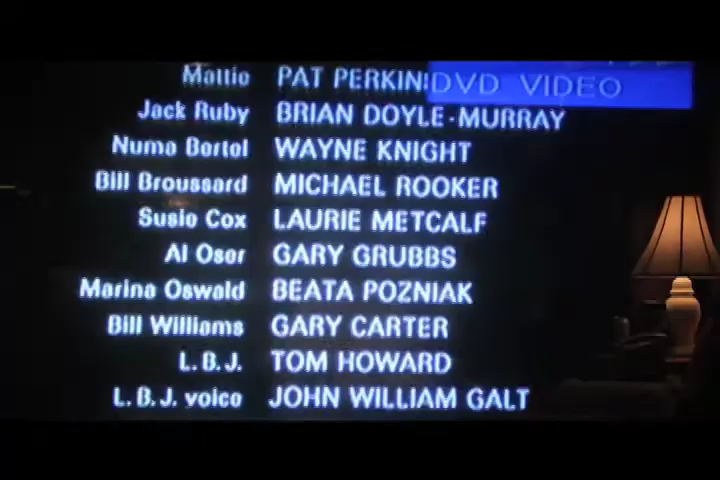 Mattie PAT PERKIN
DVD VIDEO
Jack Ruby BRIAN DOYLE-MURRAY
Numa Bertel WAYNE KNIGHT
Bill Broussard MICHAEL ROOKER
Susie Cox LAURIE METCALF
Al Oser GARY GRUBBS
Marina Oswald BEATA POZNIAK
Bill Williams GARY CARTER
L.B.J. TOM HOWARD
L.B.J. voice JOHN WILLIAM GALT